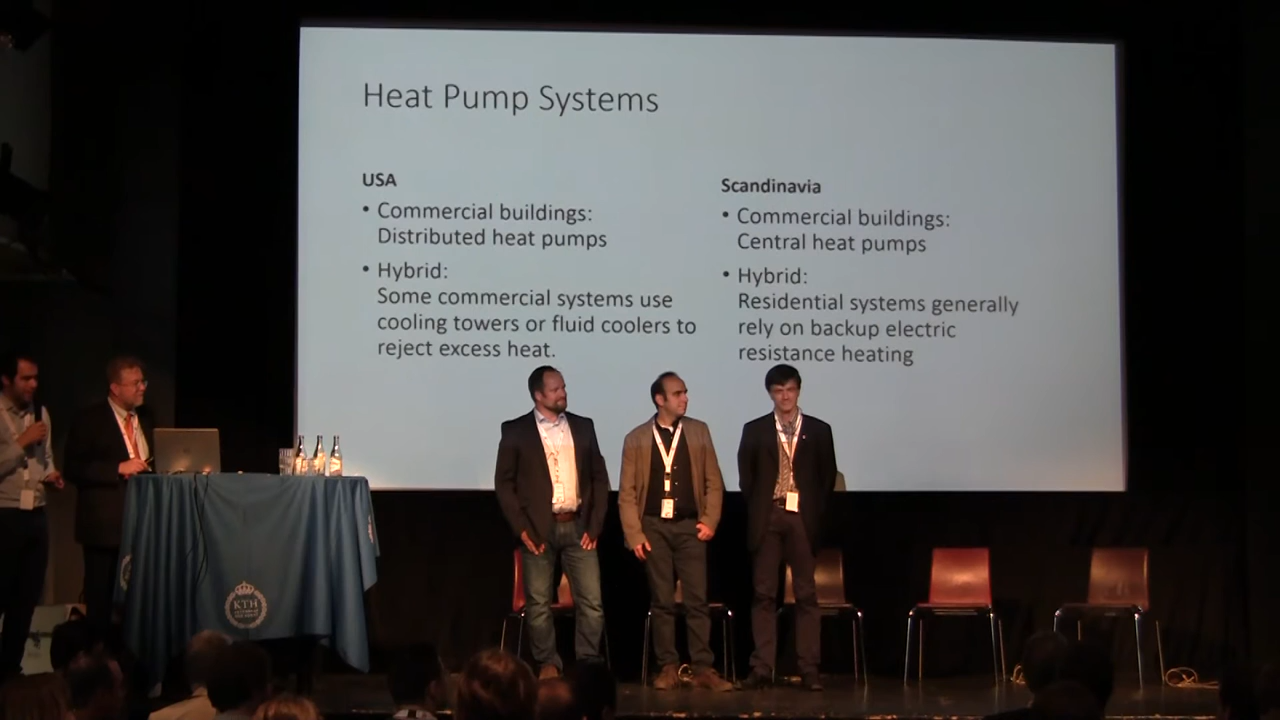 Heat Pump Systems
USA
• Commercial buildings:
Distributed heat pumps
• Hybrid:
Some commercial systems use
cooling towers or fluid coolers to
reject excess heat.
Scandinavia
• Commercial buildings:
Central heat pumps
• Hybrid:
Residential systems generally
rely on backup electric
resistance heating
KTH